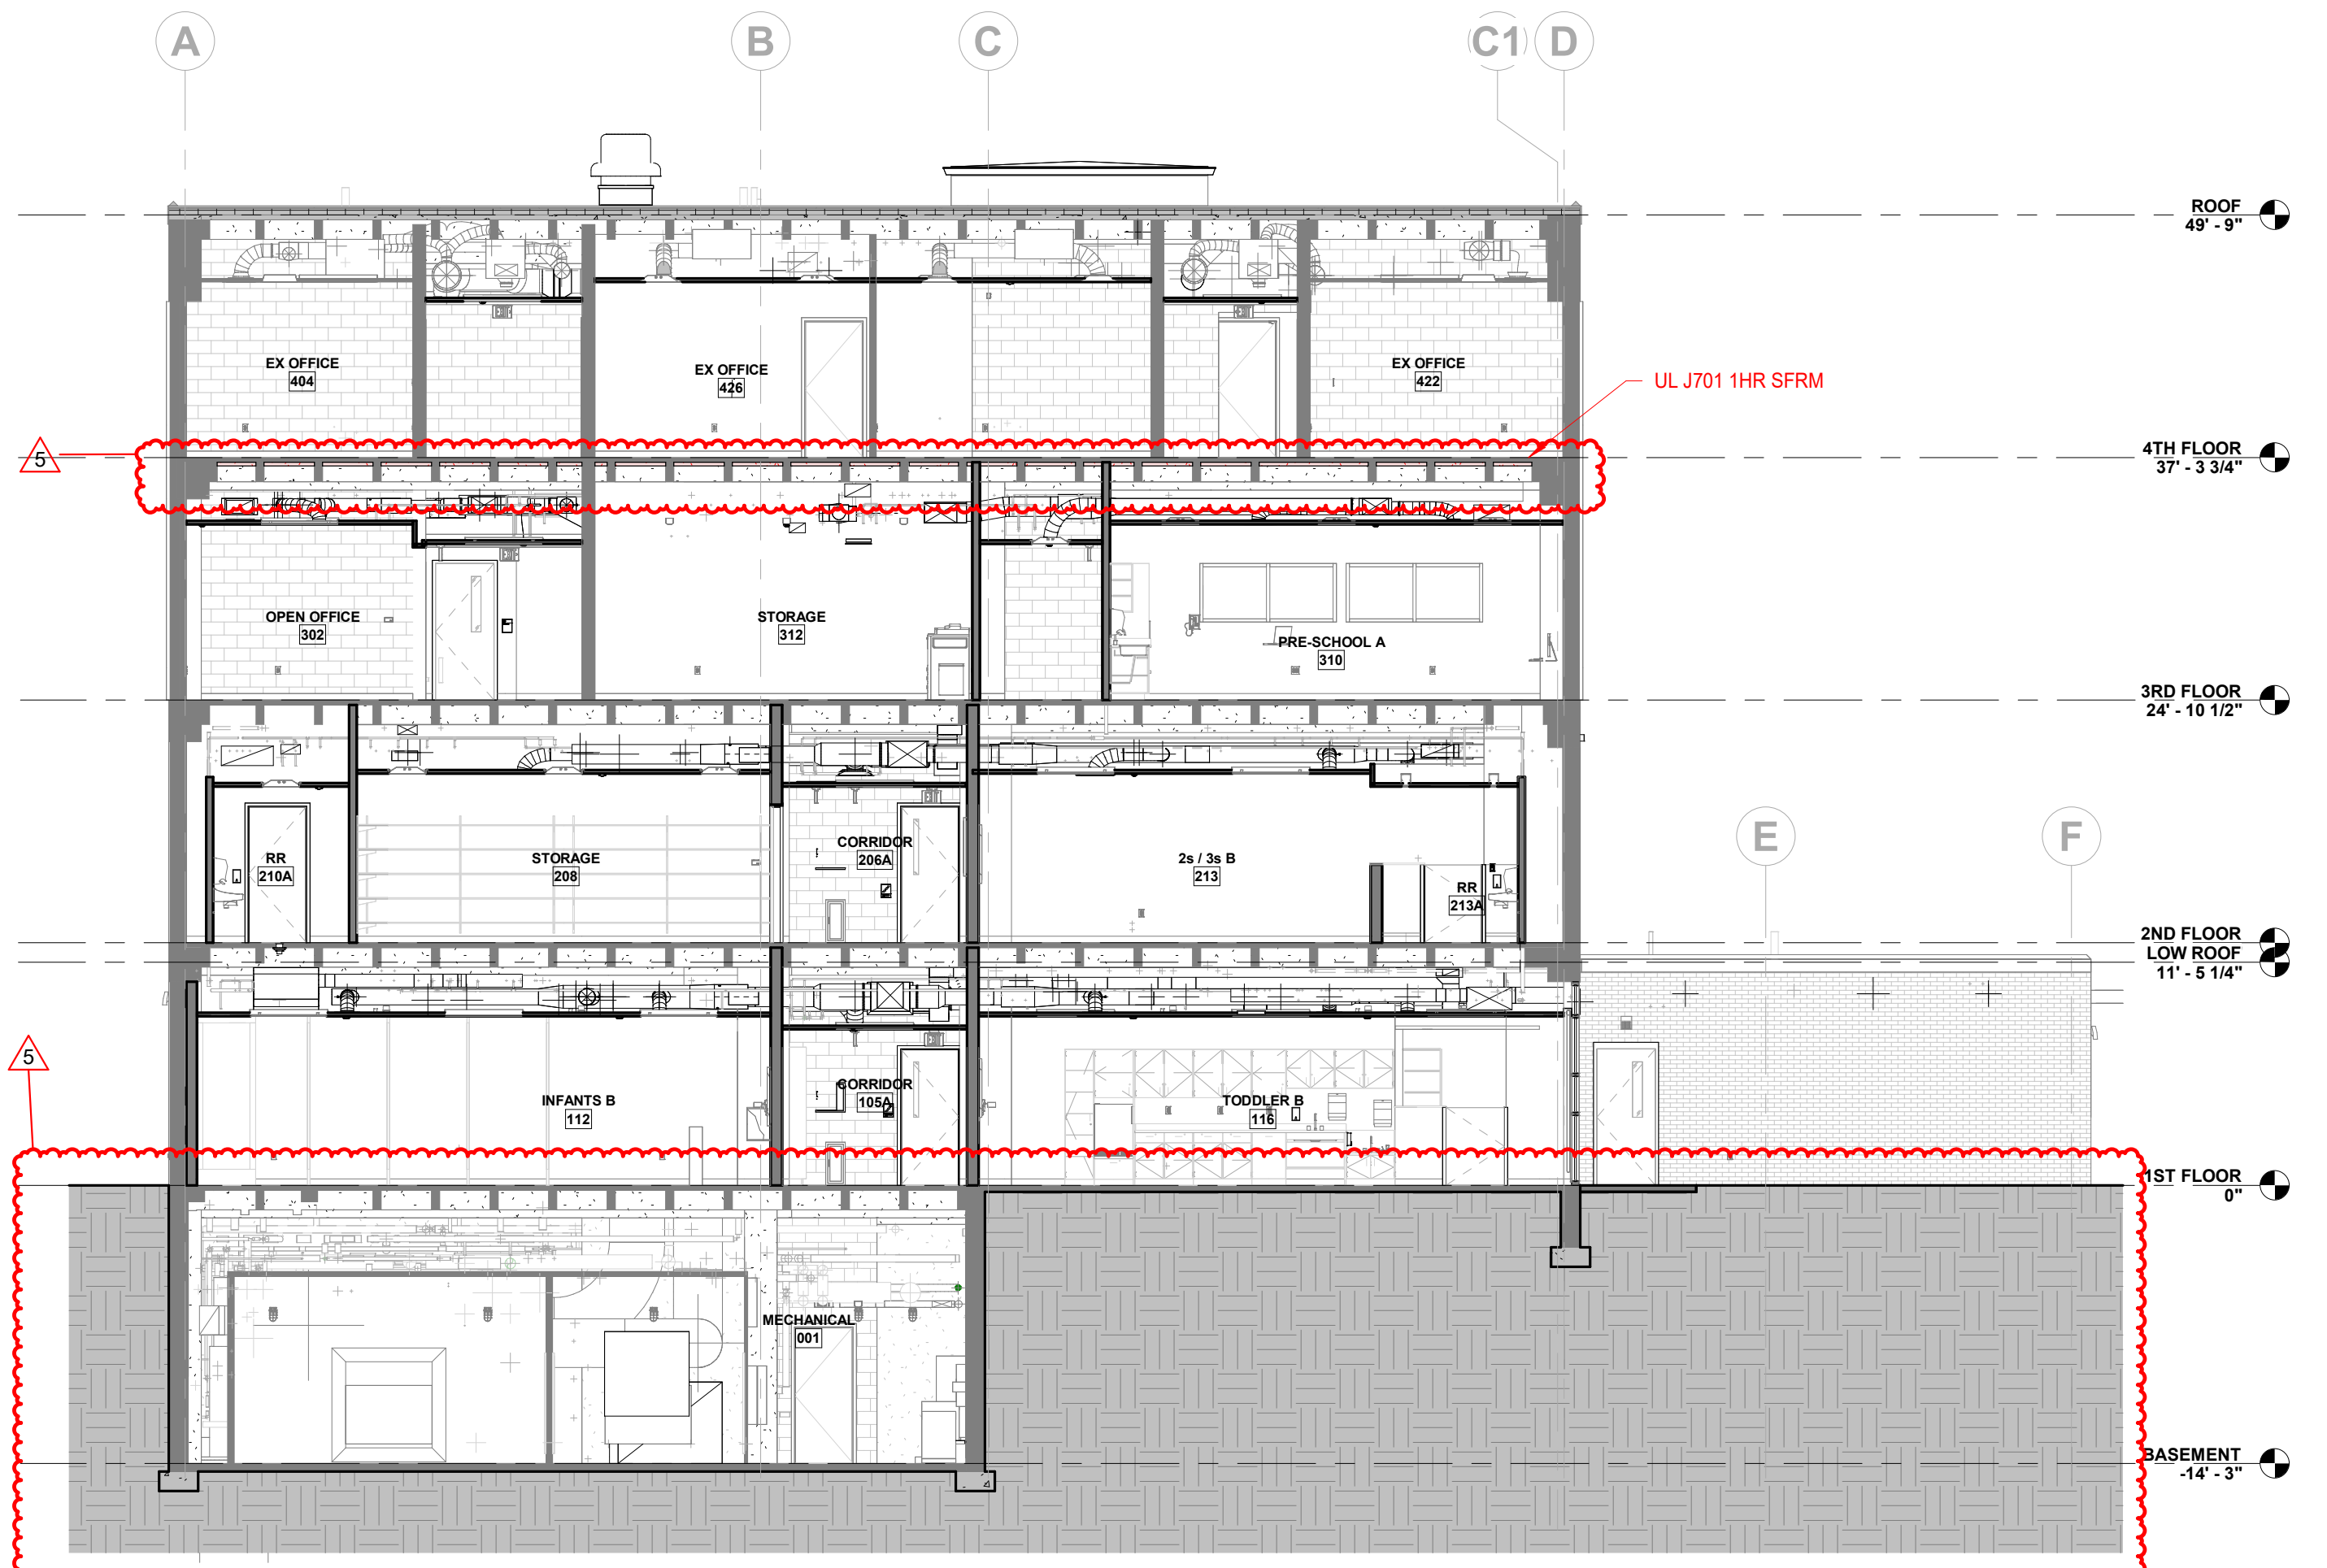 A
B
C
C1
D
ROOF
49' - 9"
EX OFFICE
404
EX OFFICE
426
EX OFFICE
422
UL J701 1HR SFRM
5
4TH FLOOR
37' - 3 3/4"
OPEN OFFICE
302
STORAGE
312
PRE-SCHOOL A
310
3RD FLOOR
24' - 10 1/2"
E
F
RR
210A
STORAGE
208
CORRIDOR
206A
2s / 3s B
213
RR
213A
2ND FLOOR
LOW ROOF
11' - 5 1/4"
5
INFANTS B
112
CORRIDOR
105A
TODDLER B
116
1ST FLOOR
0"
MECHANICAL
001
BASEMENT
-14' - 3"